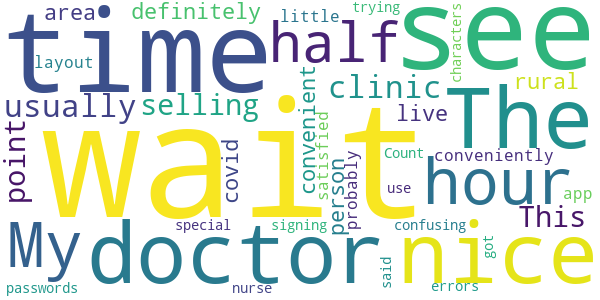 area definitely little trying
time half see characters
layout
usually selling convenient clinic rural
The
point wait covid satisfied live
Count conveniently
person probably hour use app
My doctor special signing confusing This
nice got
said
passwords nurse errors